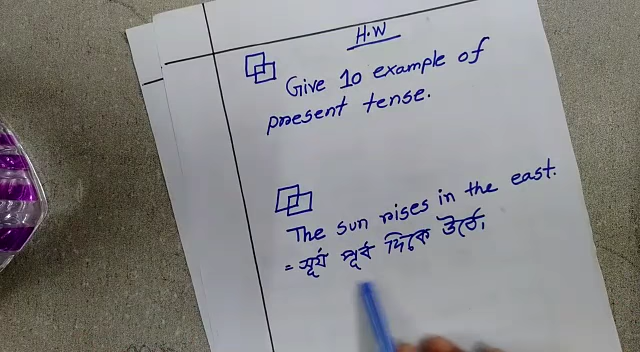 H.W
Give 10 example of
present tense.
The sun rises in the east.
= সূর্য পূর্ব দিকে উঠে।